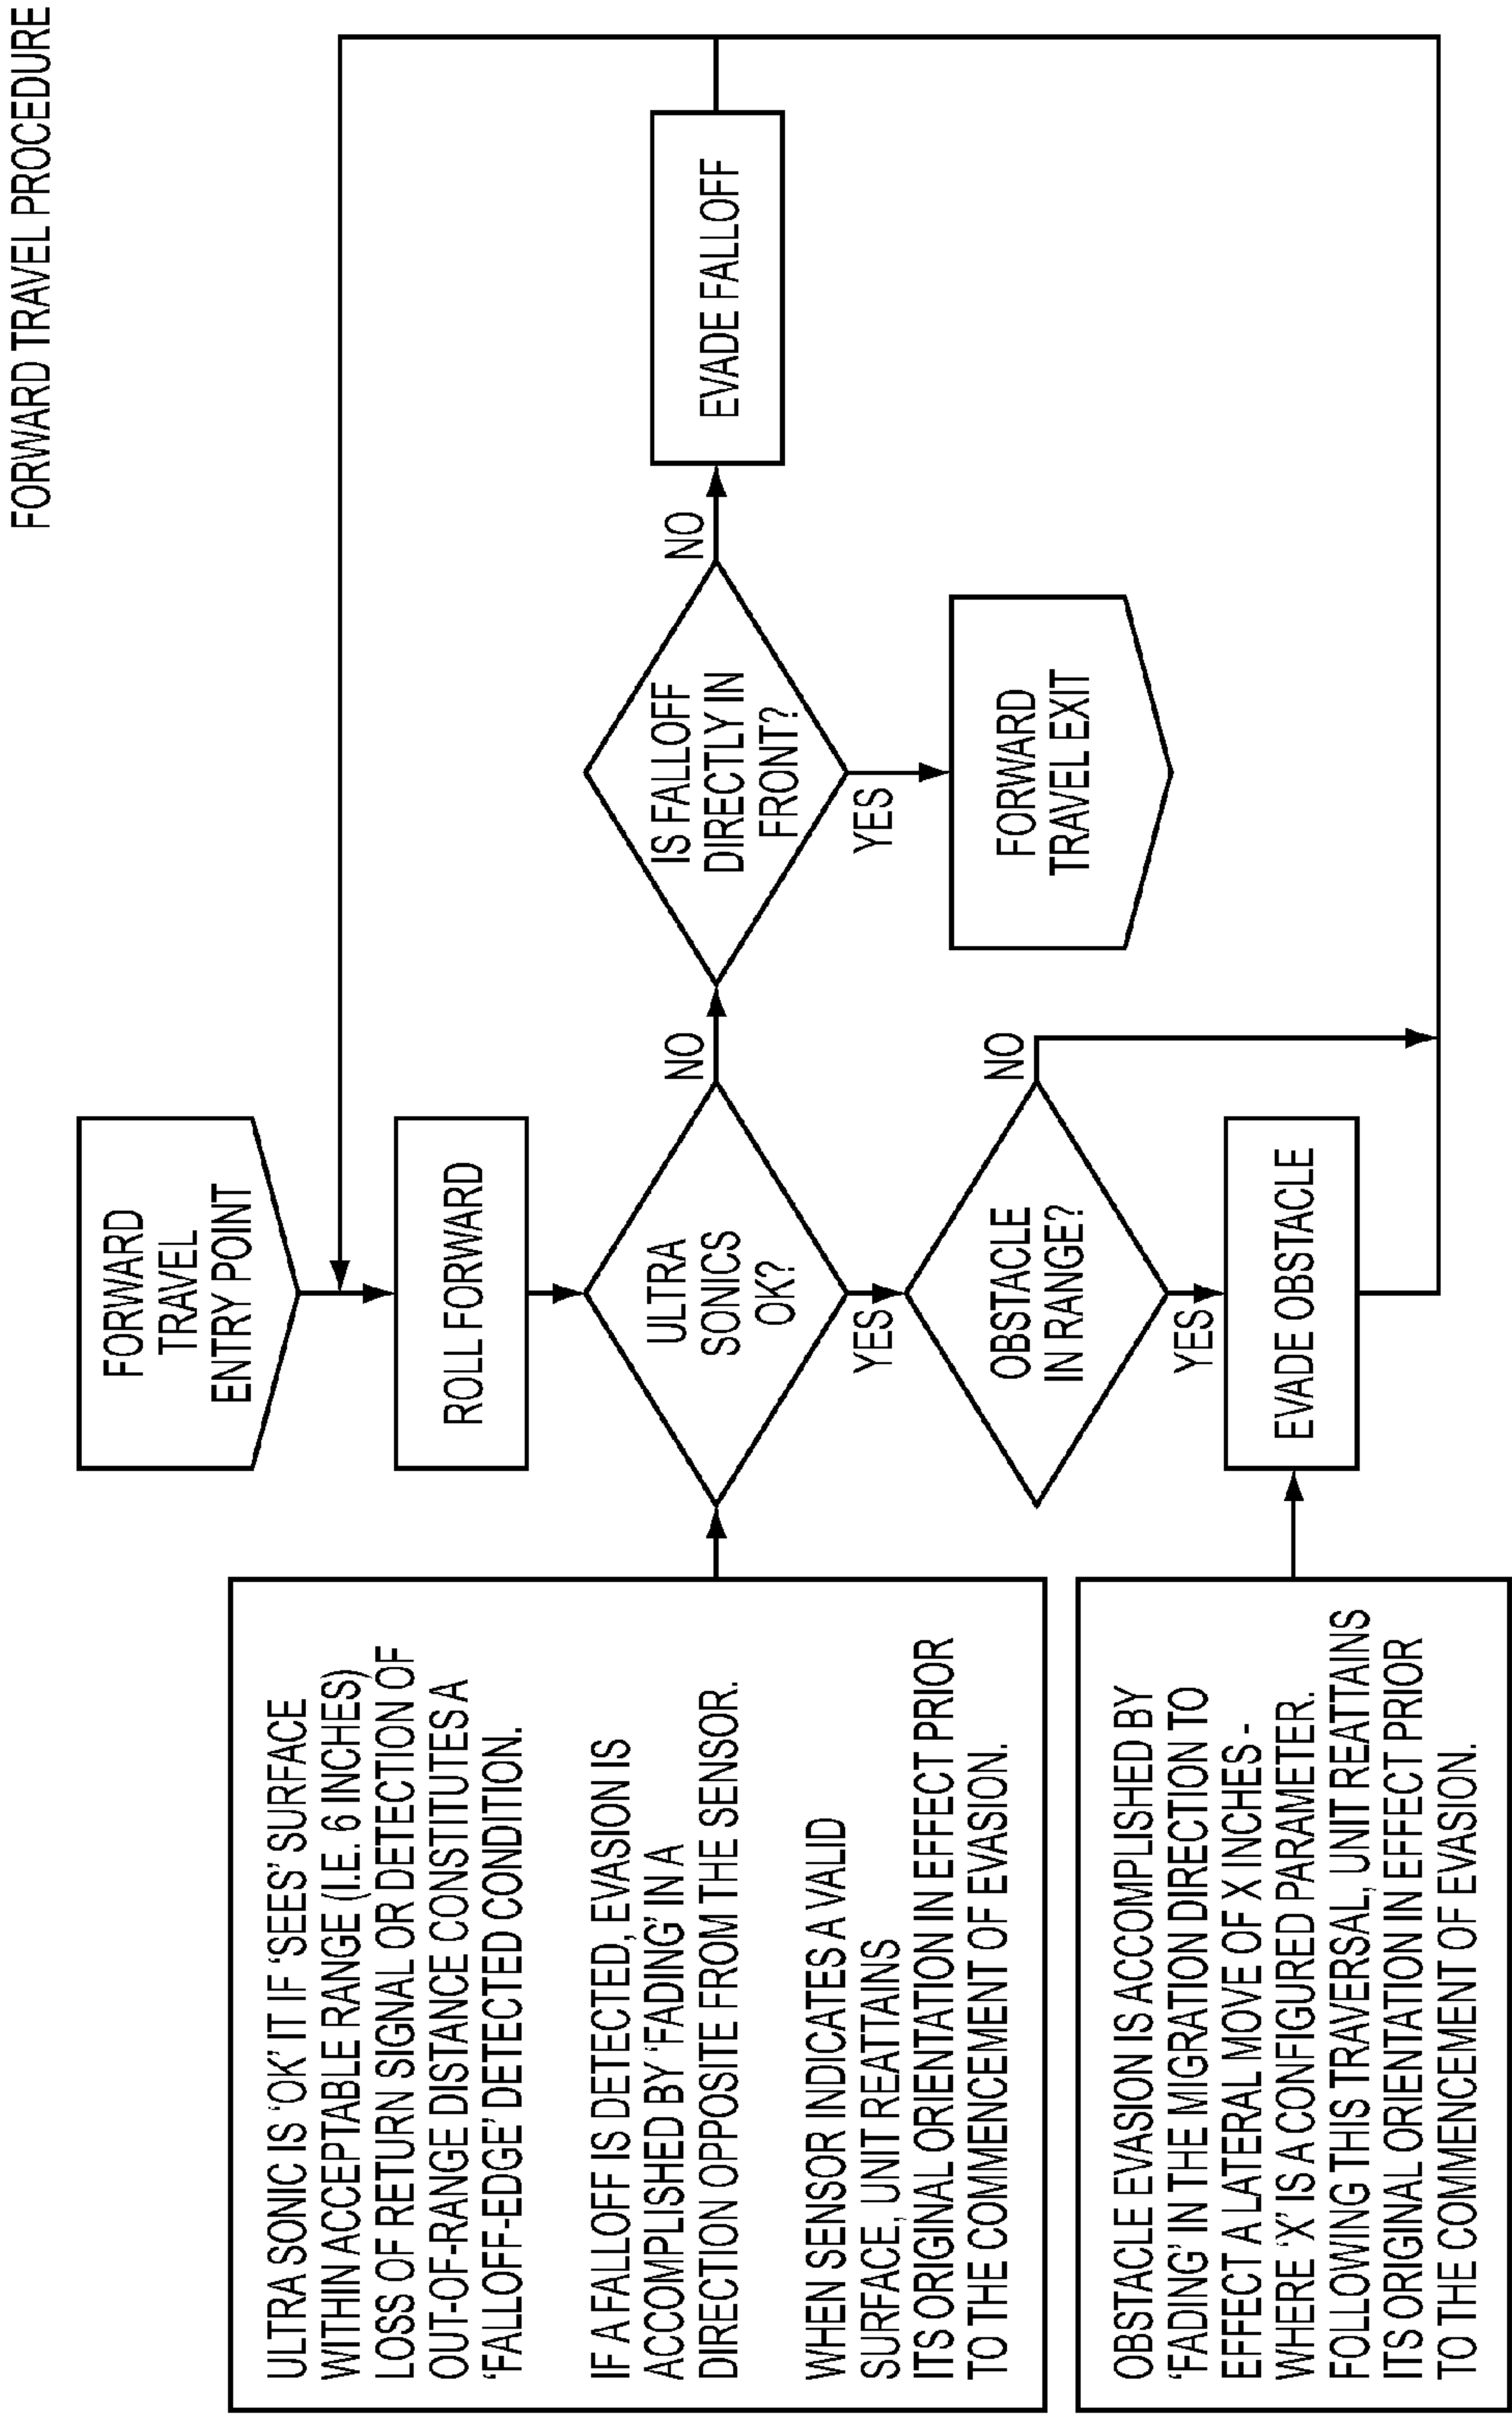 FORWARD TRAVEL PROCEDURE
FORWARD
TRAVEL
ENTRY POINT
ROLL FORWARD
ULTRA
SONICS
OK?
NO
YES
IS FALLOFF
DIRECTLY IN
FRONT?
NO
YES
EVADE FALLOFF
FORWARD
TRAVEL EXIT
OBSTACLE
IN RANGE?
NO
YES
EVADE OBSTACLE
ULTRA SONIC IS 'OK' IT IF 'SEES' SURFACE
WITHIN ACCEPTABLE RANGE (I.E. 6 INCHES)
LOSS OF RETURN SIGNAL OR DETECTION OF
OUT-OF-RANGE DISTANCE CONSTITUTES A
'FALLOFF-EDGE' DETECTED CONDITION.
IF A FALLOFF IS DETECTED, EVASION IS
ACCOMPLISHED BY 'FADING' IN A
DIRECTION OPPOSITE FROM THE SENSOR.
WHEN SENSOR INDICATES A VALID
SURFACE, UNIT REATTAINS
ITS ORIGINAL ORIENTATION IN EFFECT PRIOR
TO THE COMMENCEMENT OF EVASION.
OBSTACLE EVASION IS ACCOMPLISHED BY
'FADING' IN THE MIGRATION DIRECTION TO
EFFECT A LATERAL MOVE OF X INCHES -
WHERE 'X' IS A CONFIGURED PARAMETER.
FOLLOWING THIS TRAVERSAL, UNIT REATTAINS
ITS ORIGINAL ORIENTATION IN EFFECT PRIOR
TO THE COMMENCEMENT OF EVASION.